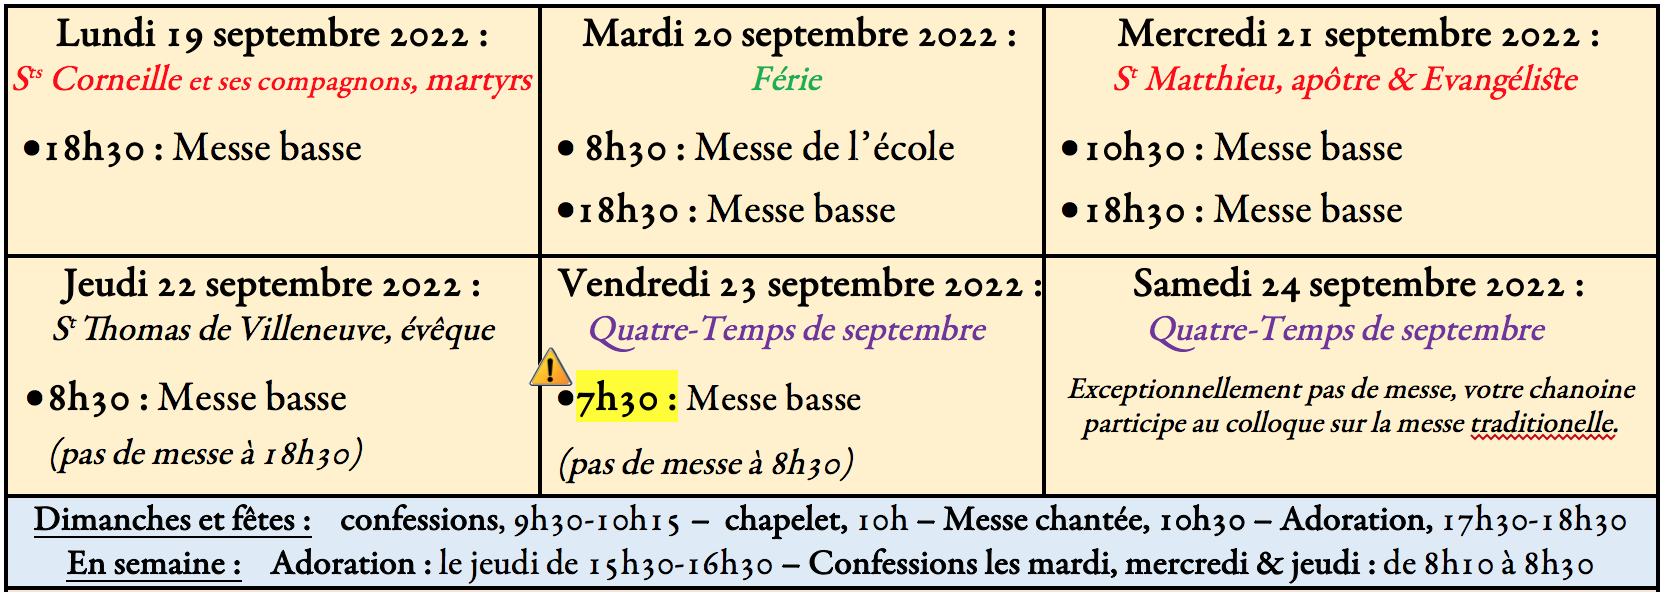 Lundi 19 septembre 2022 :
Sts Corneille et ses compagnons, martyrs
•18h30 : Messe basse
Mardi 20 septembre 2022 :
Férie
• 8h30 : Messe de l’école
•18h30 : Messe basse
Mercredi 21 septembre 2022 :
St Matthieu, apôtre & Evangéliste
•10h30 : Messe basse
•18h30 : Messe basse
Jeudi 22 septembre 2022 :
St Thomas de Villeneuve, évêque
•8h30 : Messe basse
(pas de messe à 18h30)
Vendredi 23 septembre 2022 :
Quatre-Temps de septembre
•7h30 : Messe basse
(pas de messe à 8h30)
Samedi 24 septembre 2022 :
Quatre-Temps de septembre
Exceptionnellement pas de messe, votre chanoine
participe au colloque sur la messe traditionelle.
Dimanches et fêtes : confessions, 9h30-10h15 – chapelet, 10h – Messe chantée, 10h30 – Adoration, 17h30-18h30
En semaine : Adoration : le jeudi de 15h30-16h30 – Confessions les mardi, mercredi & jeudi : de 8h10 à 8h30